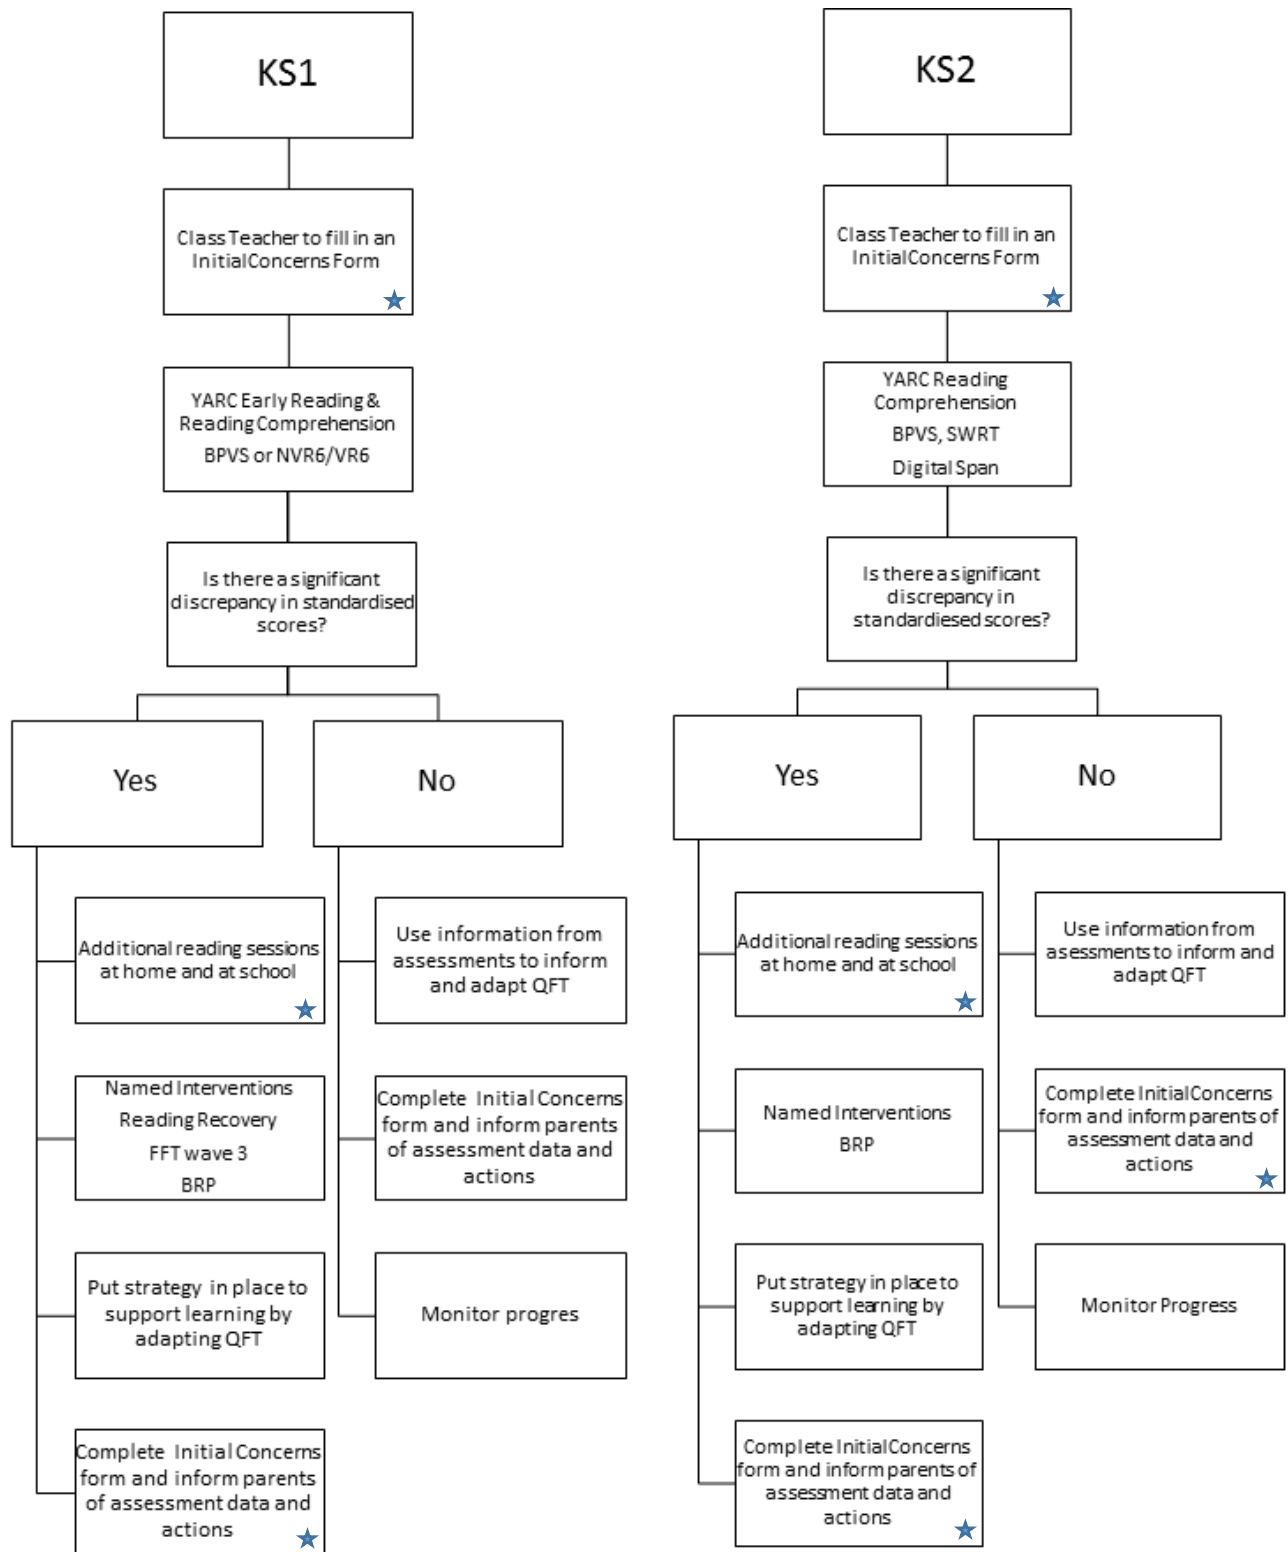 KS1
Class Teacher to fill in an
Initial Concerns Form
YARC Early Reading &
Reading Comprehension
BPVS or NVR6/VR6
Is there a significant
discrepancy in standardised
scores?
Yes
No
Additional reading sessions
at home and at school
Named Interventions
Reading Recovery
FFT wave 3
BRP
Put strategy in place to
support learning by
adapting QFT
Complete Initial Concerns
form and inform parents
of assessment data and
actions
Use information from
assessments to inform
and adapt QFT
Complete Initial Concerns
form and inform parents
of assessment data and
actions
Monitor progres
KS2
Class Teacher to fill in an
Initial Concerns Form
YARC Reading
Comprehension
BPVS, SWRT
Digital Span
Is there a significant
discrepancy in
standardiesed scores?
Yes
No
Additional reading sessions
at home and at school
Named Interventions
BRP
Put strategy in place to
support learning by
adapting QFT
Complete Initial Concerns
form and inform parents of
assessment data and
actions
Use information from
asessments to inform and
adapt QFT
Complete Initial Concerns
form and inform parents of
assessment data and
actions
Monitor Progress